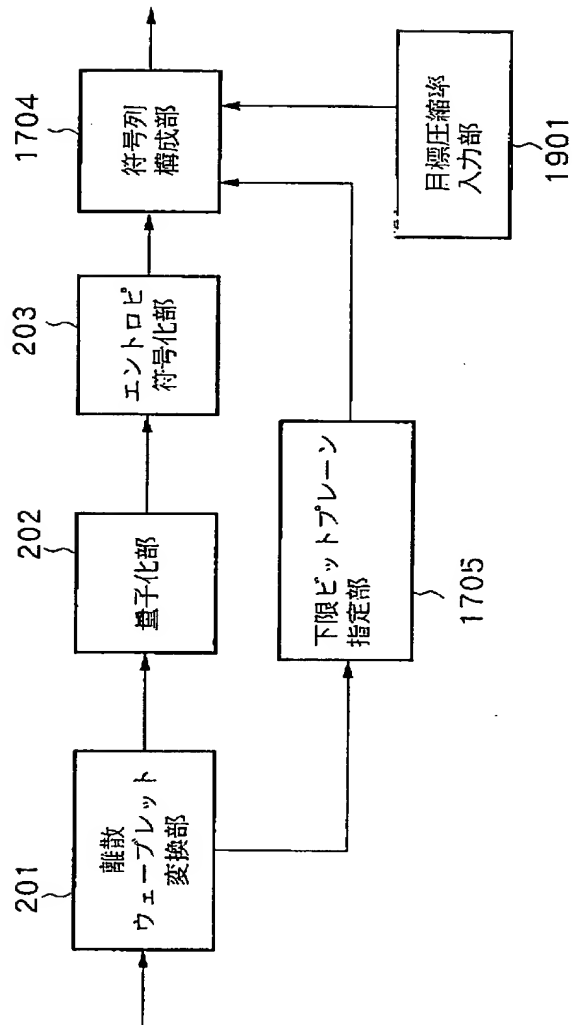 201
離散
ウェーブレット
変換部
202
量子化部
203
エントロピ
符号化部
1704
符号列
構成部
下限ビットプレーン
指定部
1705
目標圧縮率
入力部
1901